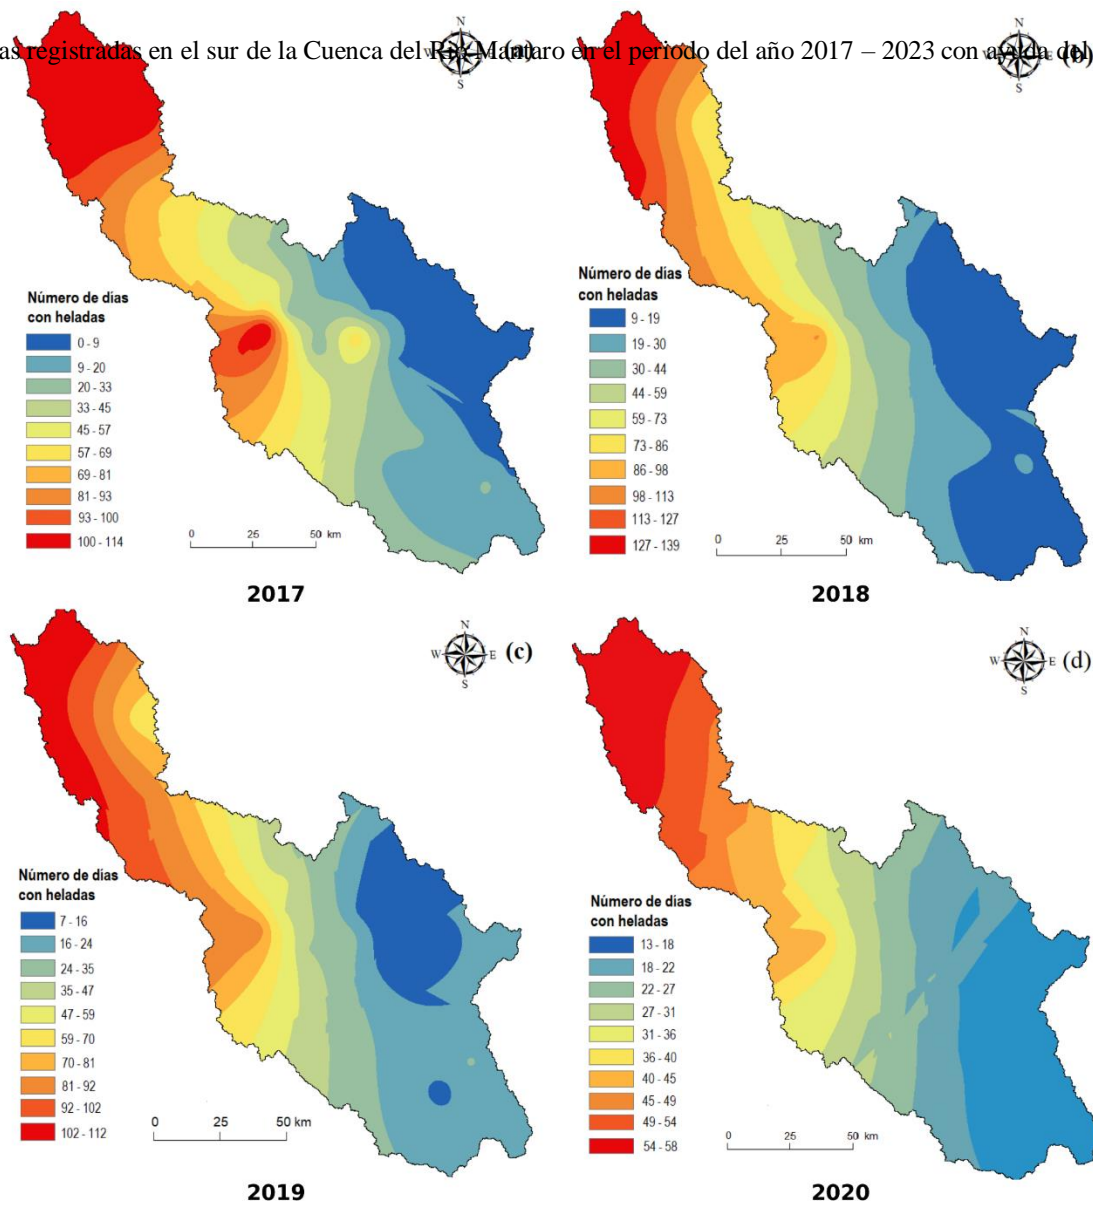 as registradas en el sur de la Cuenca del Río Mantaro en el periodo del año 2017 – 2023 con ayuda del
N
W
E
S
(a)
Número de dias
con heladas
0 - 9
9 - 20
20 - 33
33 - 45
45 - 57
57 - 69
69 - 81
81 - 93
93 - 100
100 - 114
0 25 50 km
2017
N
W
E
S
(b)
Número de días
con heladas
9 - 19
19 - 30
30 - 44
44 - 59
59 - 73
73 - 86
86 - 98
98 - 113
113 - 127
127 - 139
0 25 50 km
2018
N
W
E
S
(c)
Número de dias
con heladas
7 - 16
16 - 24
24 - 35
35 - 47
47 - 59
59 - 70
70 - 81
81 - 92
92 - 102
102 - 112
0 25 50 km
2019
N
W
E
S
(d)
Número de días
con heladas
13 - 18
18 - 22
22 - 27
27 - 31
31 - 36
36 - 40
40 - 45
45 - 49
49 - 54
54 - 58
0 25 50 km
2020